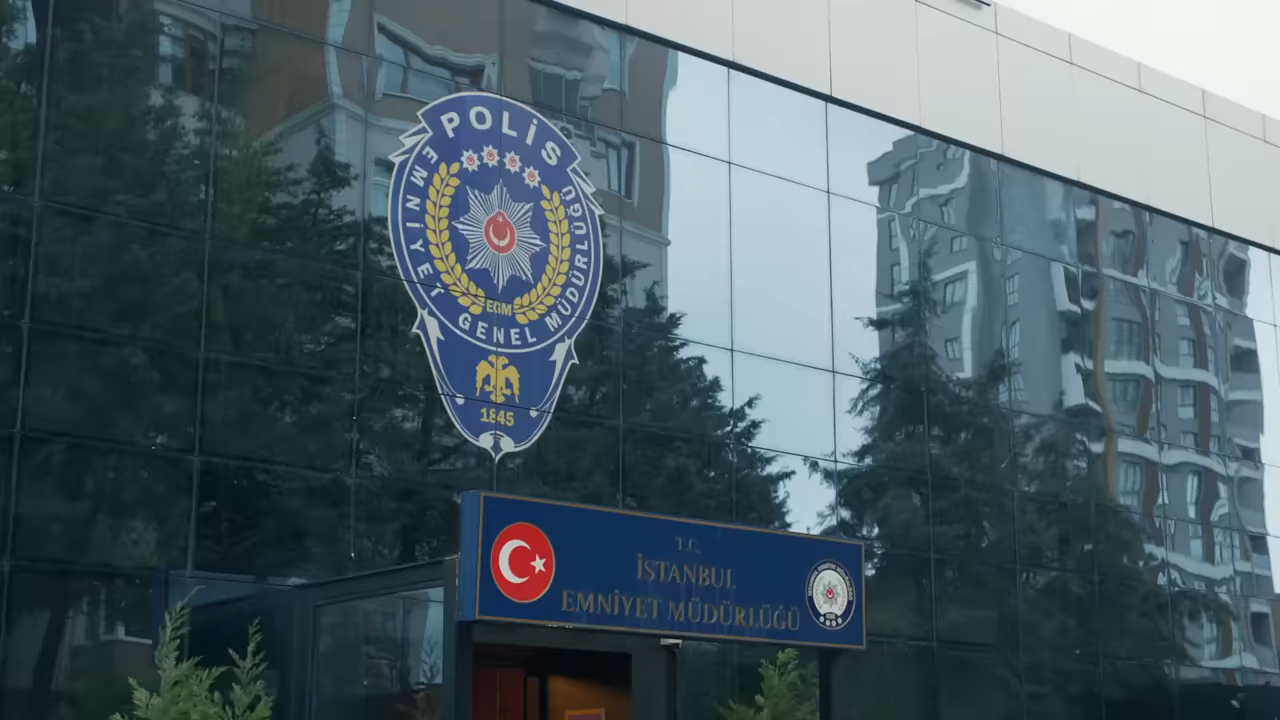 POLİS
EMNİYET GENEL MÜDÜRLÜĞÜ
EGM
1845
T.C.
İSTANBUL
EMNİYET MÜDÜRLÜĞÜ